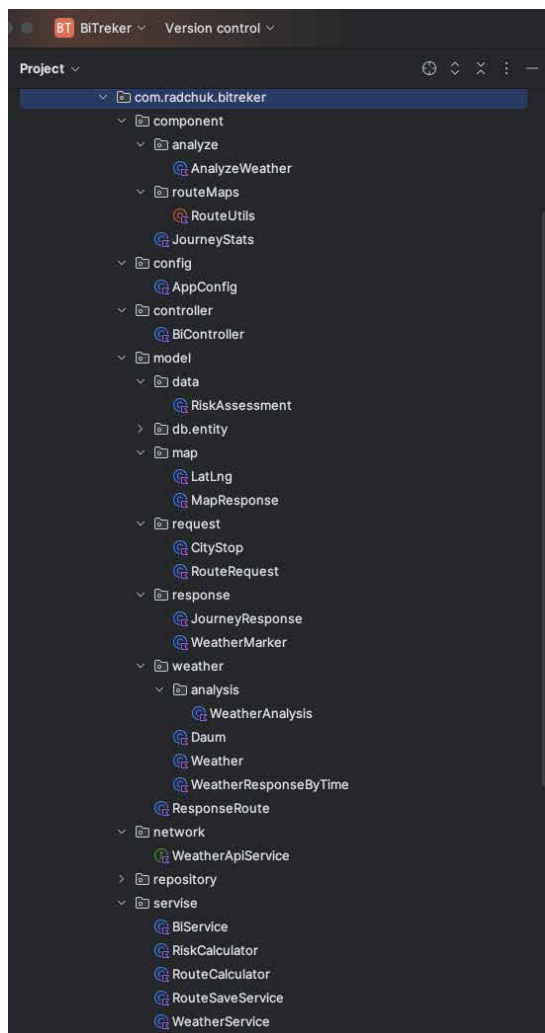 BT BiTreker Version control
Project
com.radchuk.bitreker
component
analyze
AnalyzeWeather
routeMaps
RouteUtils
JourneyStats
config
AppConfig
controller
BiController
model
data
RiskAssessment
db.entity
map
LatLng
MapResponse
request
CityStop
RouteRequest
response
JourneyResponse
WeatherMarker
weather
analysis
WeatherAnalysis
Daum
Weather
WeatherResponseByTime
ResponseRoute
network
WeatherApiService
repository
servise
BiService
RiskCalculator
RouteCalculator
RouteSaveService
WeatherService